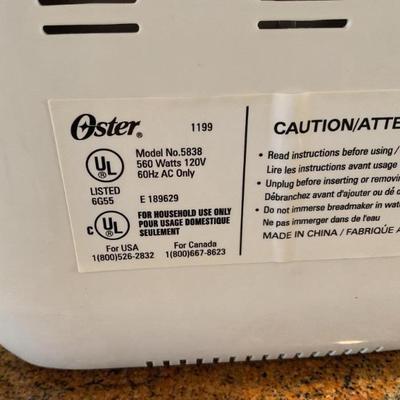 Oster® 1199
Model No.5838
560 Watts 120V
60Hz AC Only
UL®
LISTED
6G55 E 189629
C UL®
FOR HOUSEHOLD USE ONLY
POUR USAGE DOMESTIQUE
SEULEMENT
For USA For Canada
1(800)526-2832 1(800)667-8623
CAUTION/ATTE
• Read instructions before using /
Lire les instructions avant usage
• Unplug before inserting or removin
Débranchez avant d'ajouter ou dé
• Do not immerse breadmaker in wat
Ne pas immerger dans de l'eau
MADE IN CHINA / FABRIQUÉ A